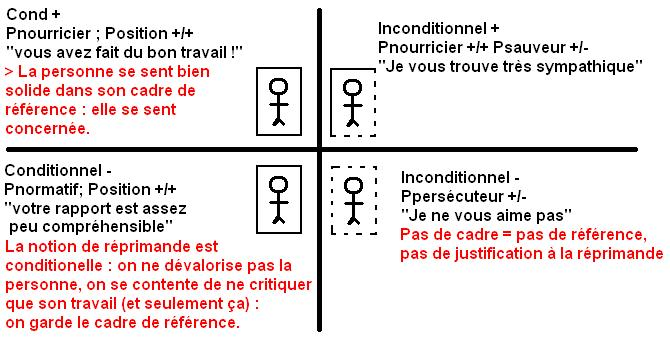 Cond +
Pnourricier ; Position +/+
"vous avez fait du bon travail !"
> La personne se sent bien
solide dans son cadre de
référence : elle se sent
concernée.
Inconditionnel +
Pnourricier +/+ Psauveur +/-
"Je vous trouve très sympathique"
Conditionnel -
Pnormatif; Position +/+
"votre rapport est assez
peu compréhensible"
La notion de réprimande est
conditionelle : on ne dévalorise pas la
personne, on se contente de ne critiquer
que son travail (et seulement ça) :
on garde le cadre de référence.
Inconditionnel -
Ppersécuteur +/-
"Je ne vous aime pas"
Pas de cadre = pas de référence,
pas de justification à la réprimande